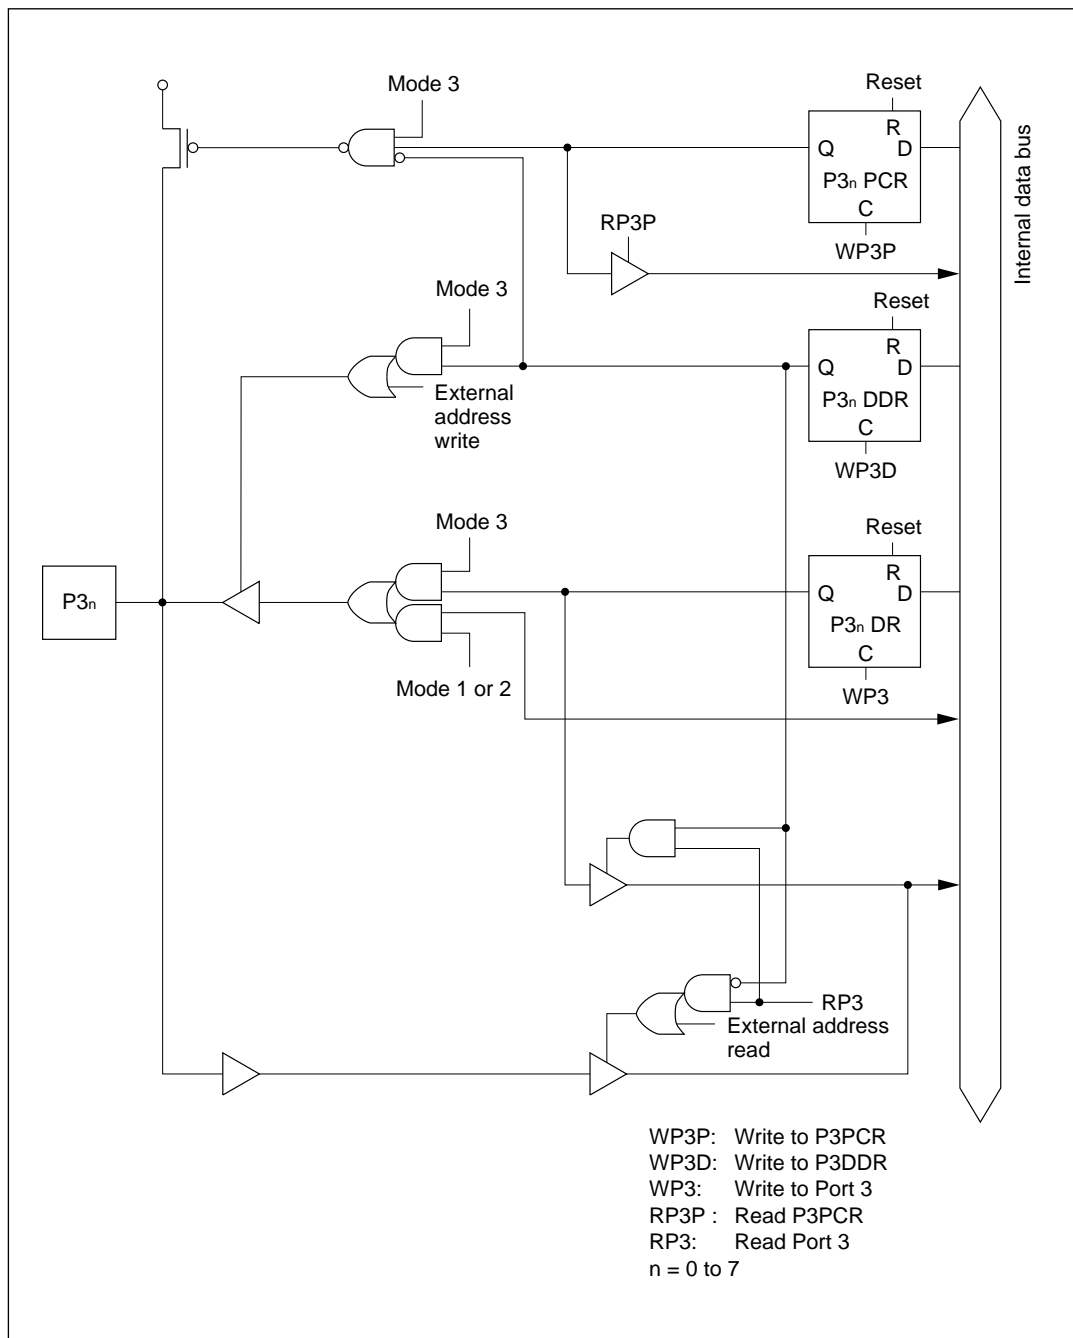 Mode 3
Reset
R
Q D
P3n PCR
C
WP3P
RP3P
Internal data bus
Mode 3
Reset
R
Q D
P3n DDR
C
WP3D
External
address
write
Mode 3
Reset
R
Q D
P3n DR
C
WP3
P3n
Mode 1 or 2
RP3
External address
read
WP3P: Write to P3PCR
WP3D: Write to P3DDR
WP3: Write to Port 3
RP3P : Read P3PCR
RP3: Read Port 3
n = 0 to 7